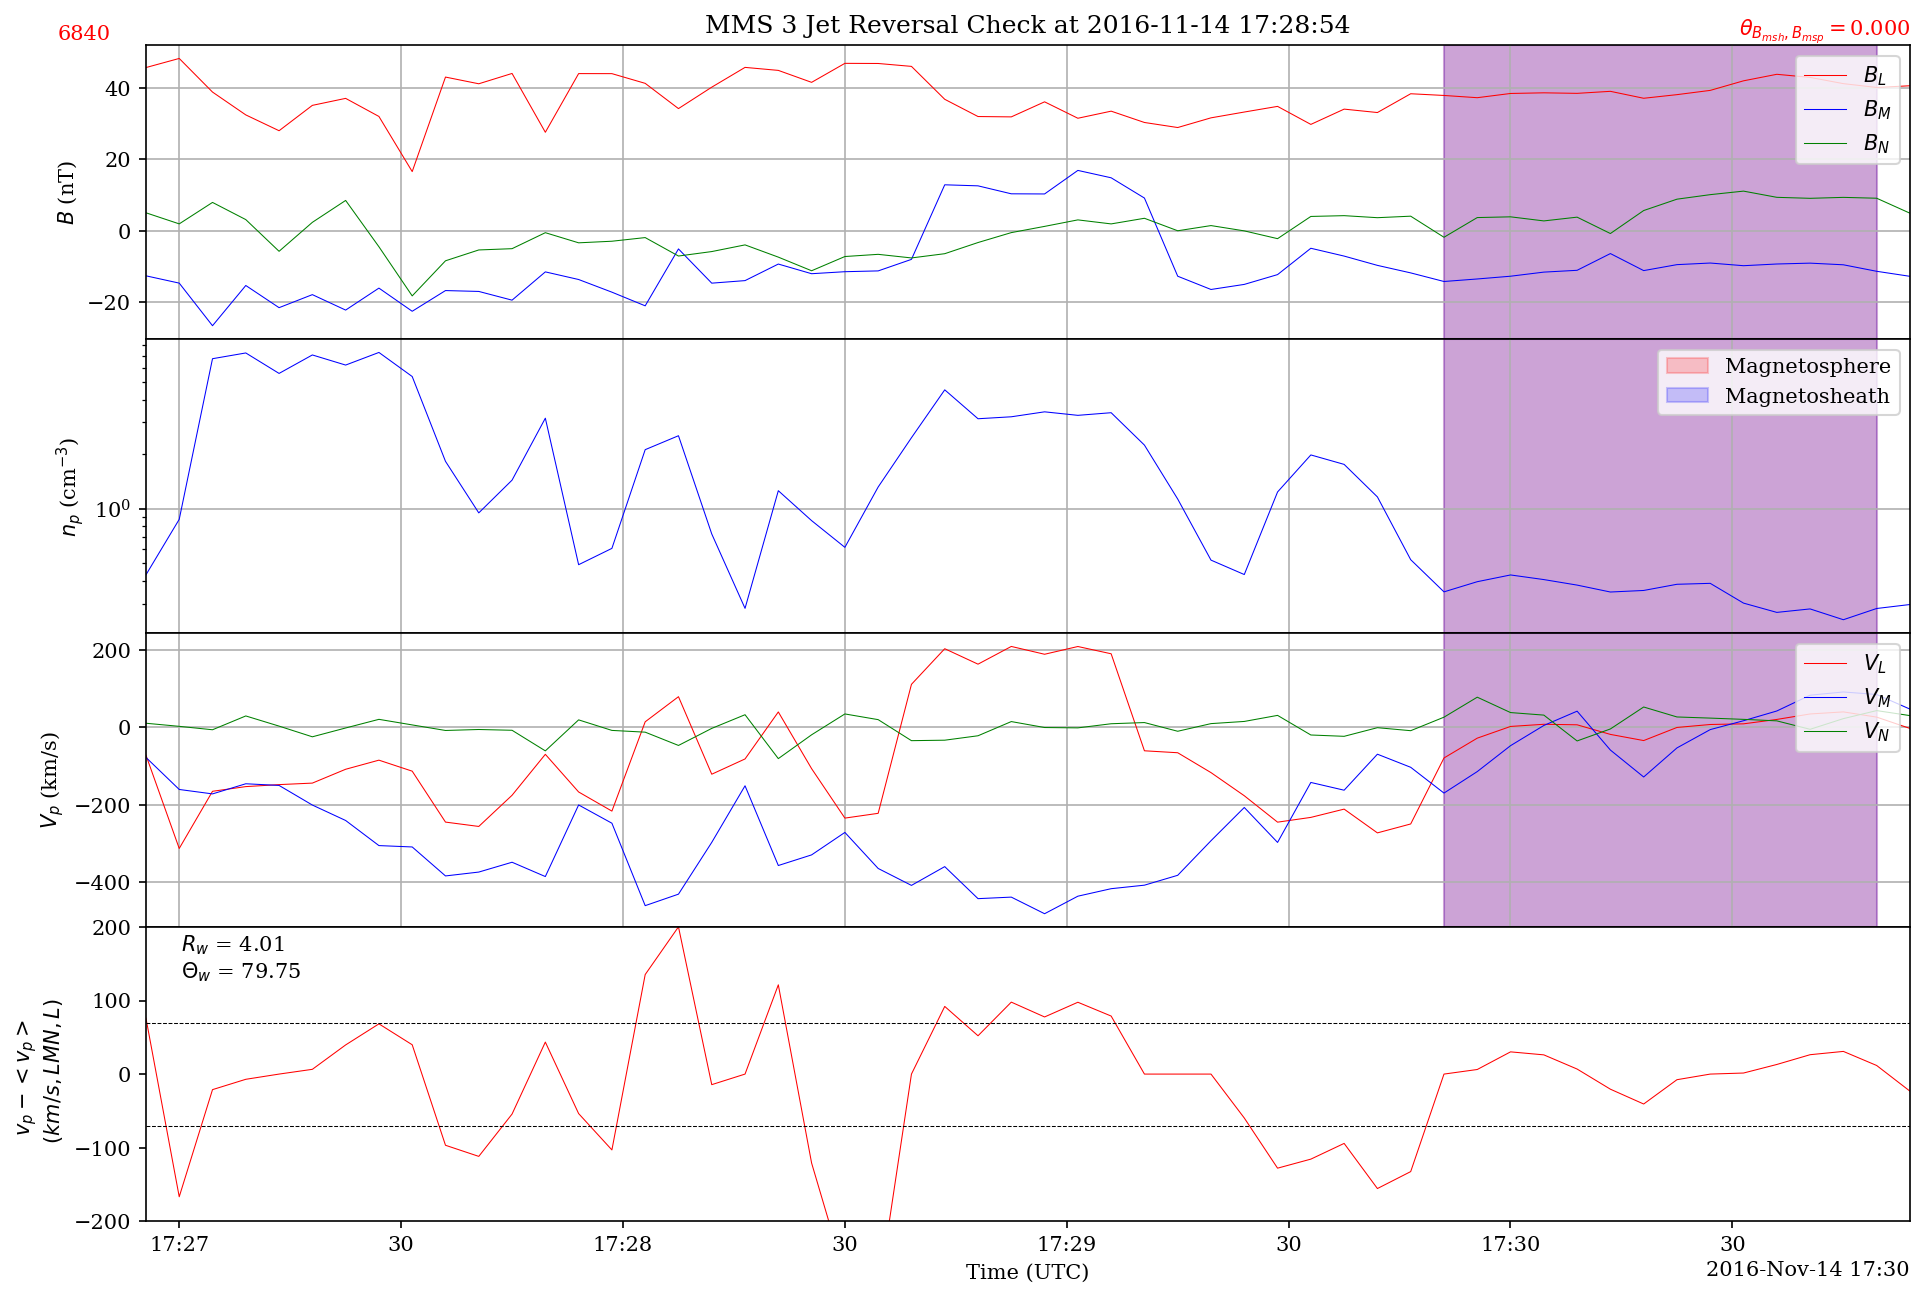 6840
MMS 3 Jet Reversal Check at 2016-11-14 17:28:54
θ_{B_{msh}, B_{msp}} = 0.000
B (nT)
40
20
0
−20
B_L
B_M
B_N
n_p (cm^{−3})
10^0
Magnetosphere
Magnetosheath
V_p (km/s)
200
0
−200
−400
V_L
V_M
V_N
v_p − < v_p >
(km/s, LMN, L)
200
100
0
−100
−200
R_w = 4.01
Θ_w = 79.75
17:27 30 17:28 30 17:29 30 17:30 30
Time (UTC)
2016-Nov-14 17:30